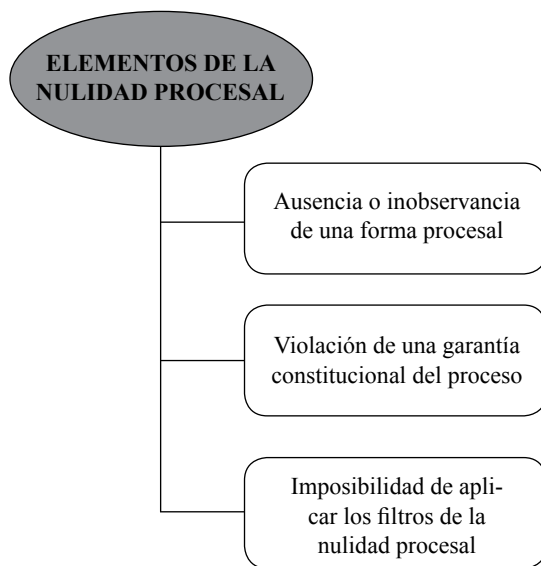 ELEMENTOS DE LA
NULIDAD PROCESAL
Ausencia o inobservancia
de una forma procesal
Violación de una garantía
constitucional del proceso
Imposibilidad de apli-
car los filtros de la
nulidad procesal